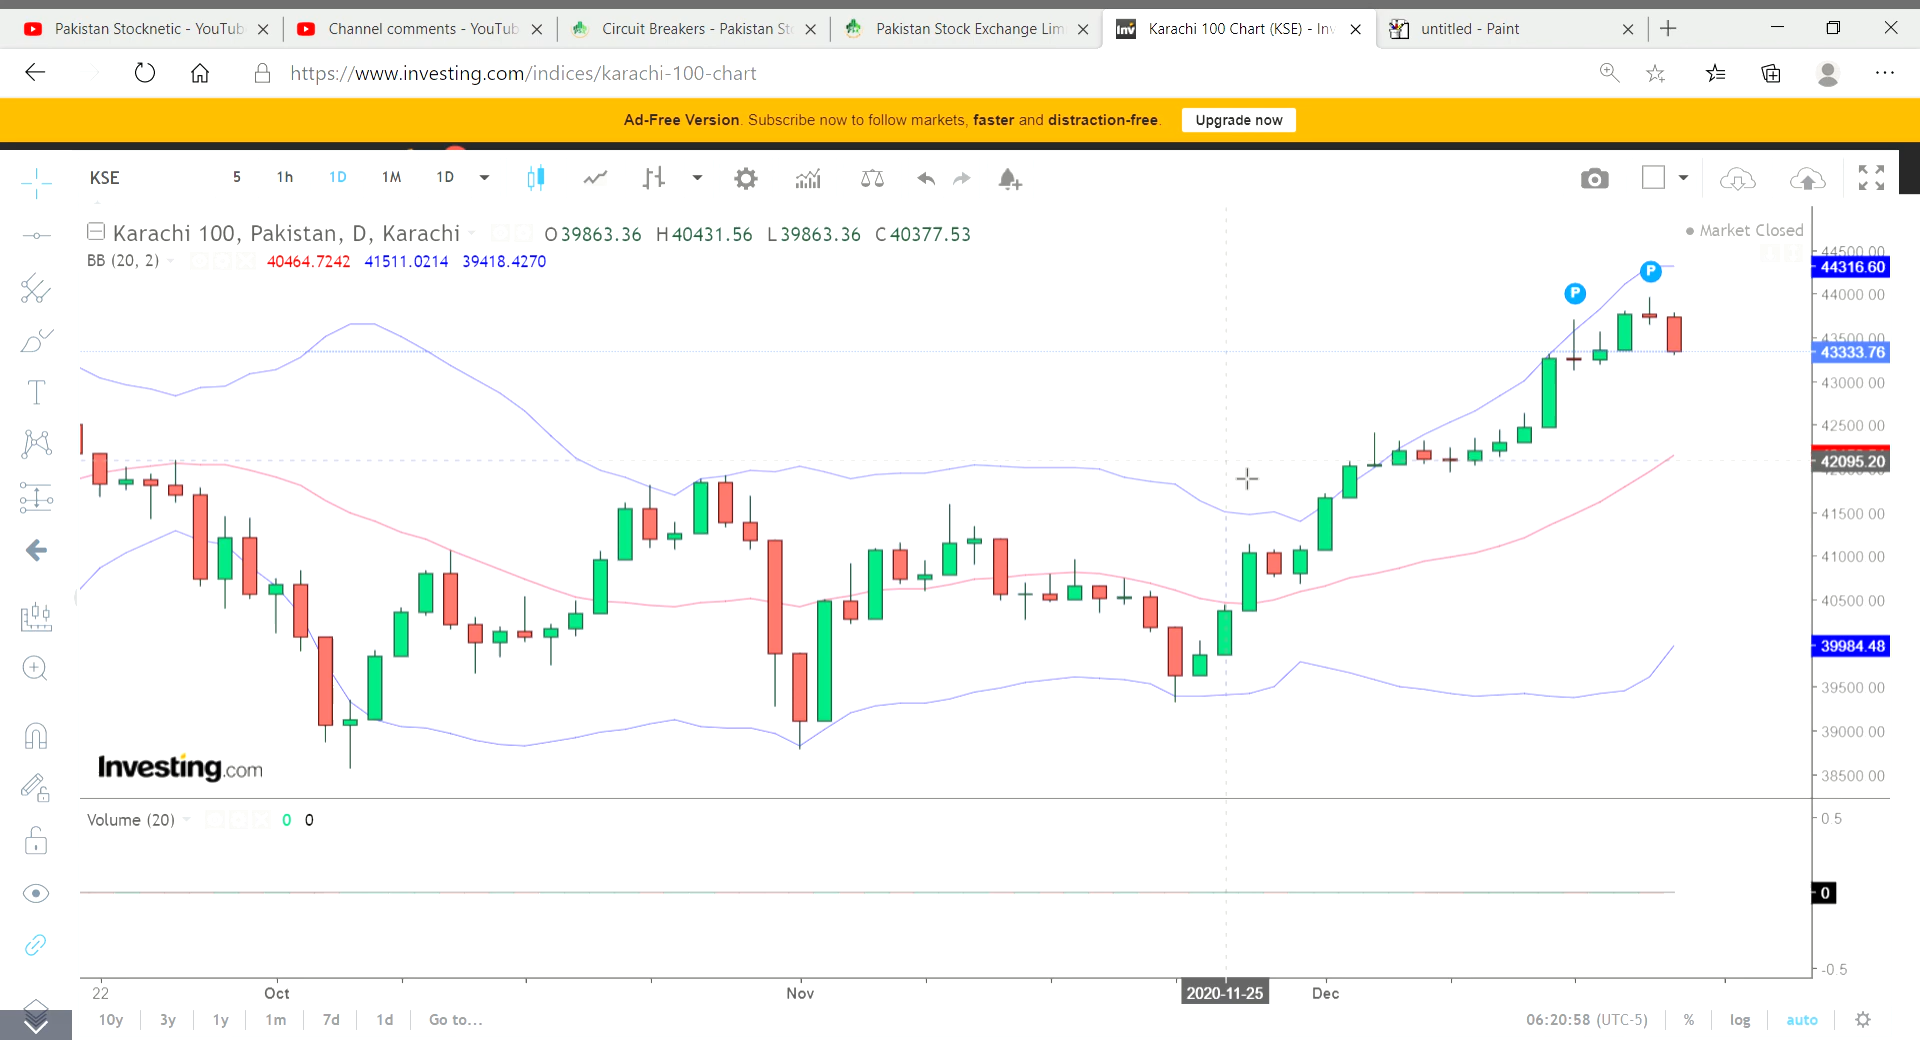 Pakistan Stocknetic - YouTub
Channel comments - YouTub
Circuit Breakers - Pakistan Sto
Pakistan Stock Exchange Lim
Inv
Karachi 100 Chart (KSE) - Inv
untitled - Paint
https://www.investing.com/indices/karachi-100-chart
Ad-Free Version. Subscribe now to follow markets, faster and distraction-free.
Upgrade now
KSE
5
1h
1D
1M
1D
Karachi 100, Pakistan, D, Karachi
O 39863.36 H 40431.56 L 39863.36 C 40377.53
Market Closed
BB (20, 2)
40464.7242 41511.0214 39418.4270
P
P
44500.00
44316.60
44000 00
43500.00
43333.76
43000 00
42500 00
42095.20
41500 00
41000 00
40500 00
39984.48
39500 00
39000 00
38500 00
Investing.com
Volume (20)
0 0
0 5
0
-0 5
22
Oct
Nov
2020-11-25
Dec
10y
3y
1y
1m
7d
1d
Go to...
06:20:58 (UTC-5)
%
log
auto